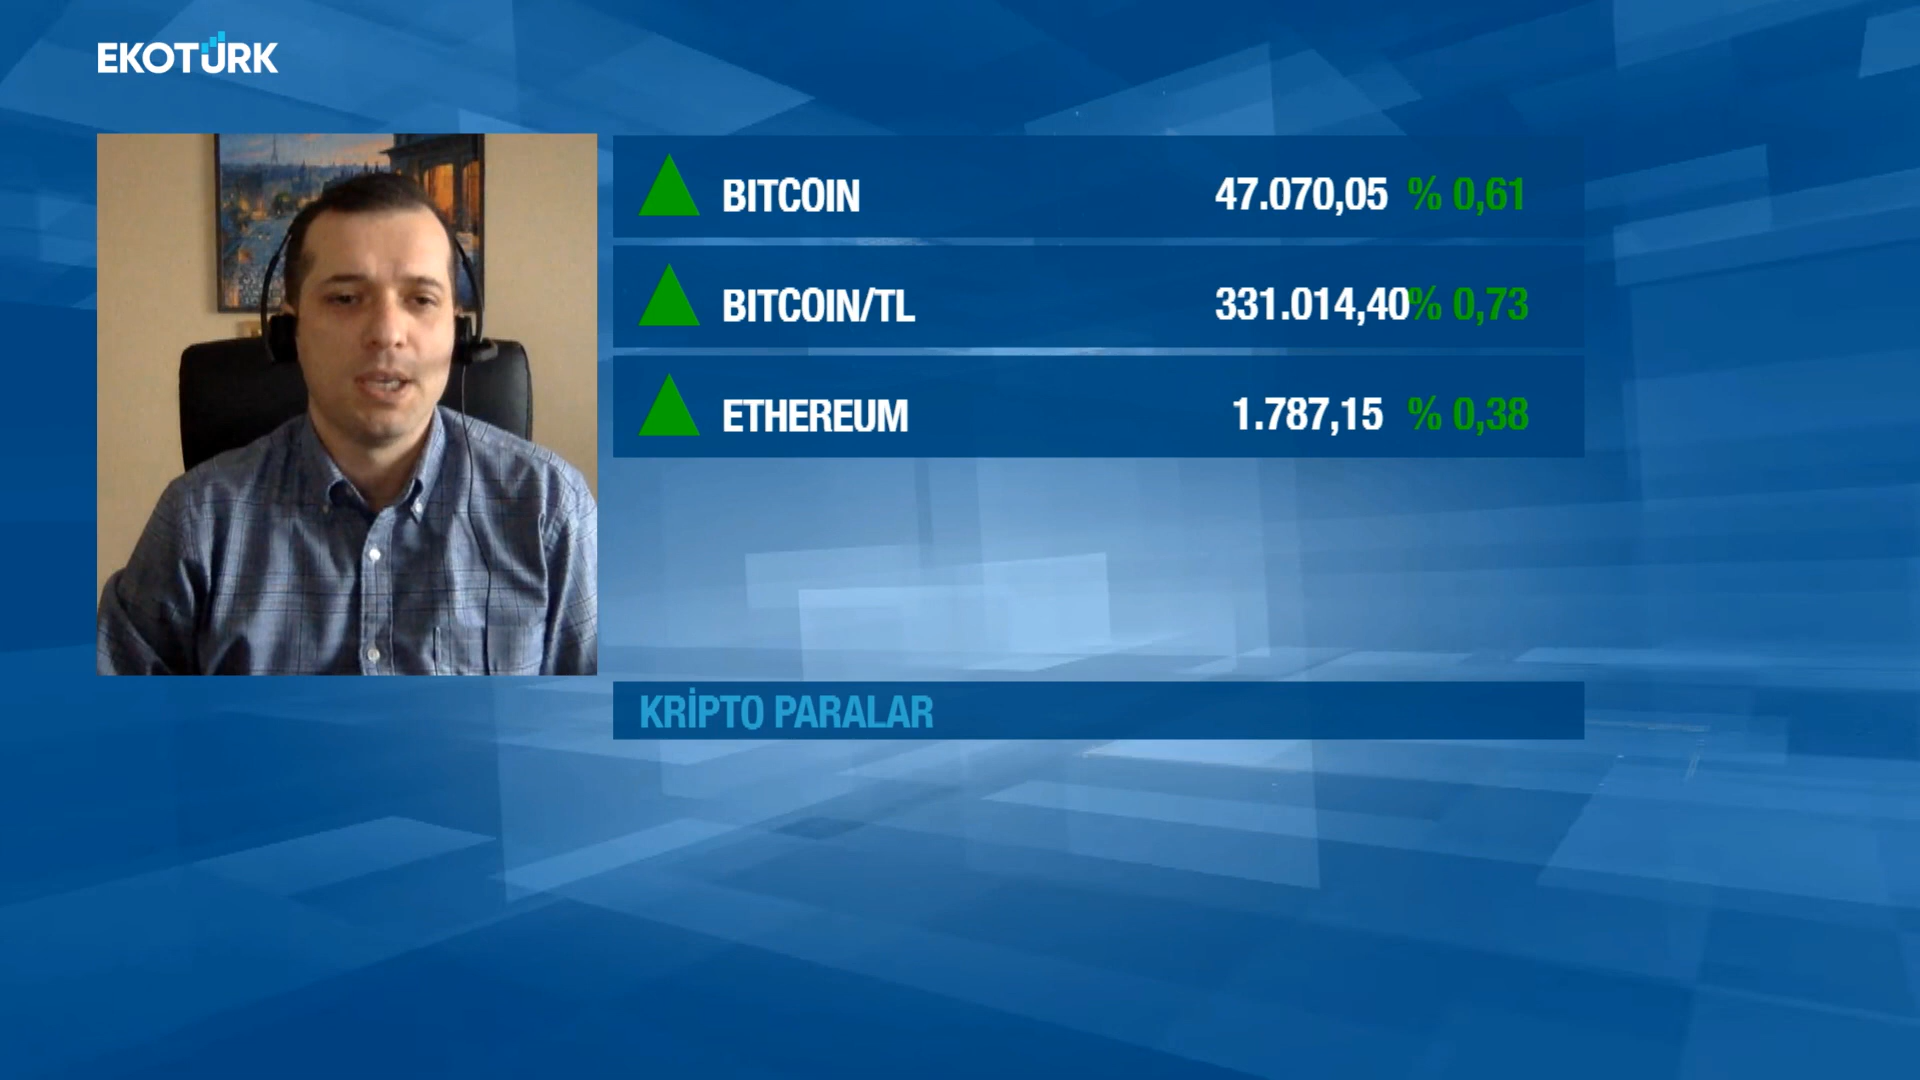 EKOTÜRK
BITCOIN 47.070,05 % 0,61
BITCOIN/TL 331.014,40 % 0,73
ETHEREUM 1.787,15 % 0,38
KRİPTO PARALAR